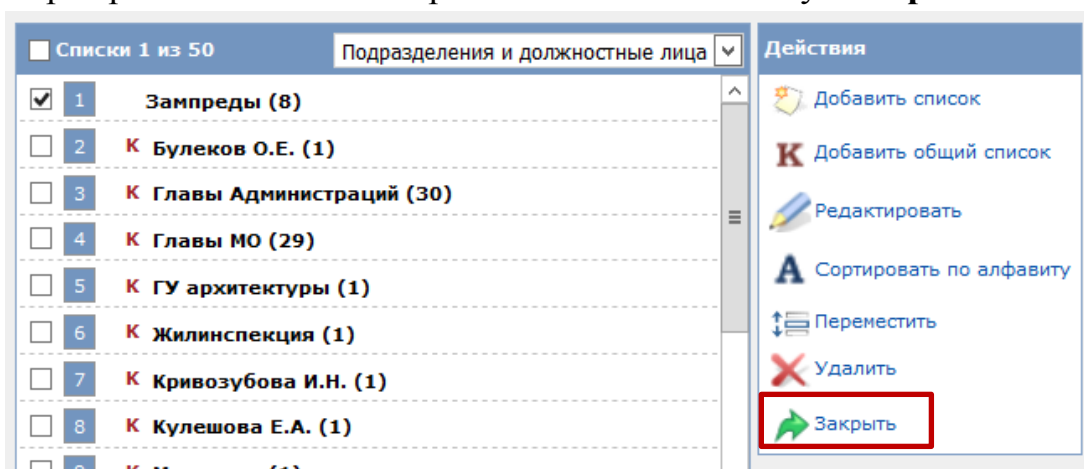 Списки 1 из 50
Подразделения и должностные лица
1 Зампреды (8)
2 К Булеков О.Е. (1)
3 К Главы Администраций (30)
4 К Главы МО (29)
5 К ГУ архитектуры (1)
6 К Жилинспекция (1)
7 К Кривозубова И.Н. (1)
8 К Кулешова Е.А. (1)
Действия
Добавить список
К Добавить общий список
Редактировать
А Сортировать по алфавиту
Переместить
Удалить
Закрыть